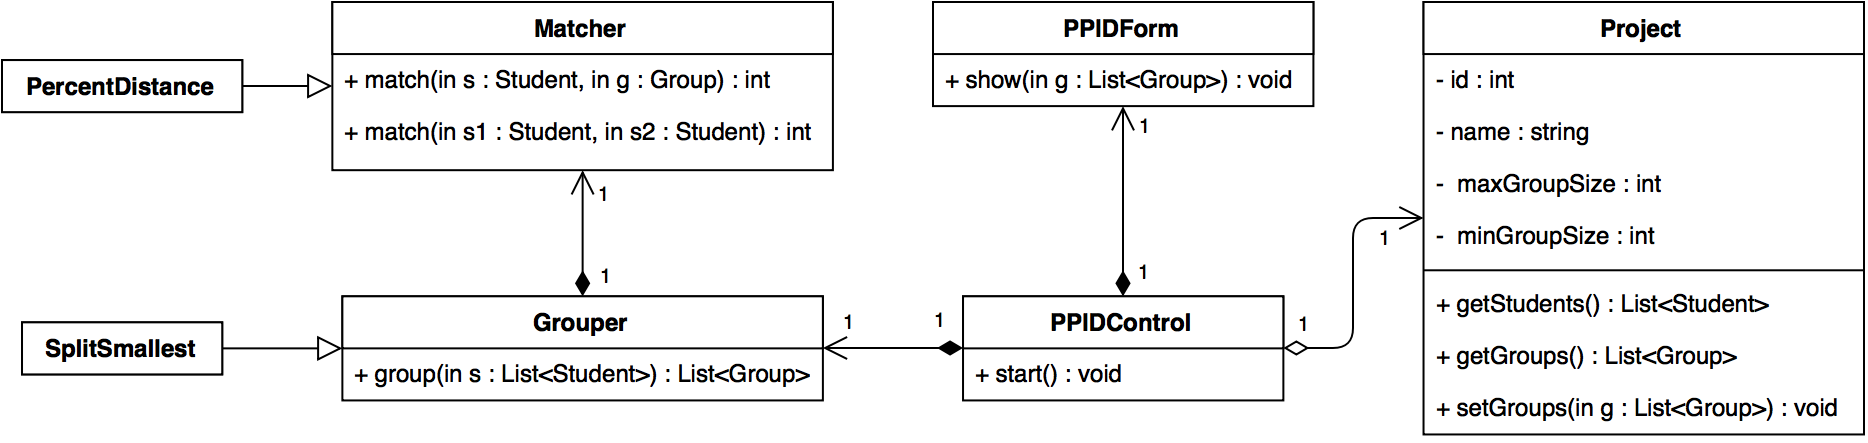 PercentDistance
Matcher
+ match(in s : Student, in g : Group) : int
+ match(in s1 : Student, in s2 : Student) : int
1
1
SplitSmallest
Grouper
+ group(in s : List<Student>) : List<Group>
1
1
PPIDForm
+ show(in g : List<Group>) : void
1
1
PPIDControl
+ start() : void
1
1
Project
- id : int
- name : string
- maxGroupSize : int
- minGroupSize : int
+ getStudents() : List<Student>
+ getGroups() : List<Group>
+ setGroups(in g : List<Group>) : void